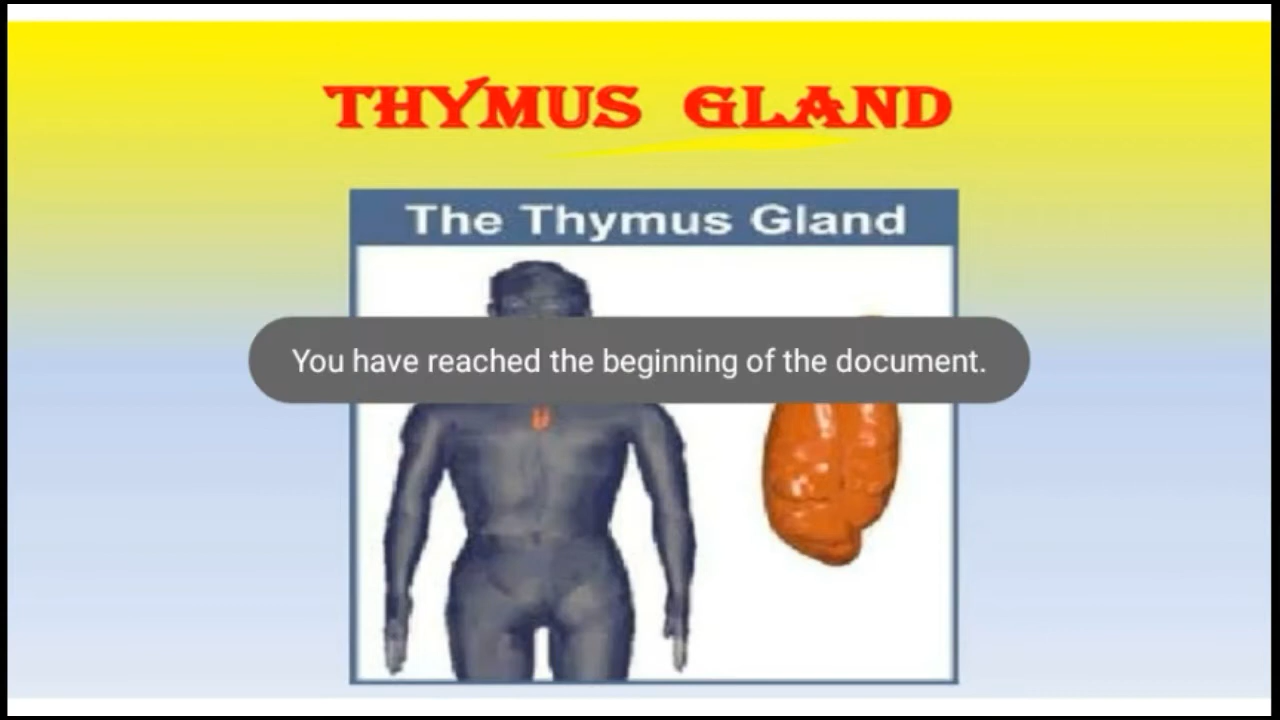 THYMUS GLAND
The Thymus Gland
You have reached the beginning of the document.